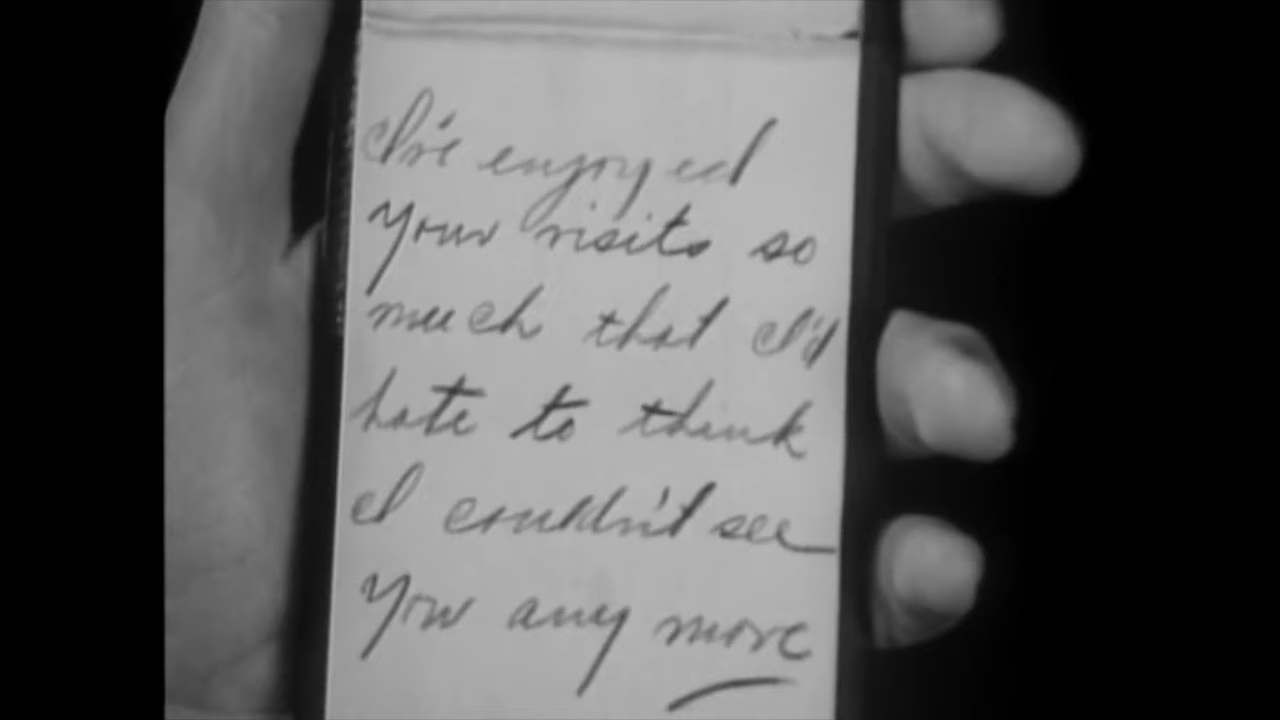 I've enjoyed
your visits so
much that I'd
hate to think
I couldn't see
you any more